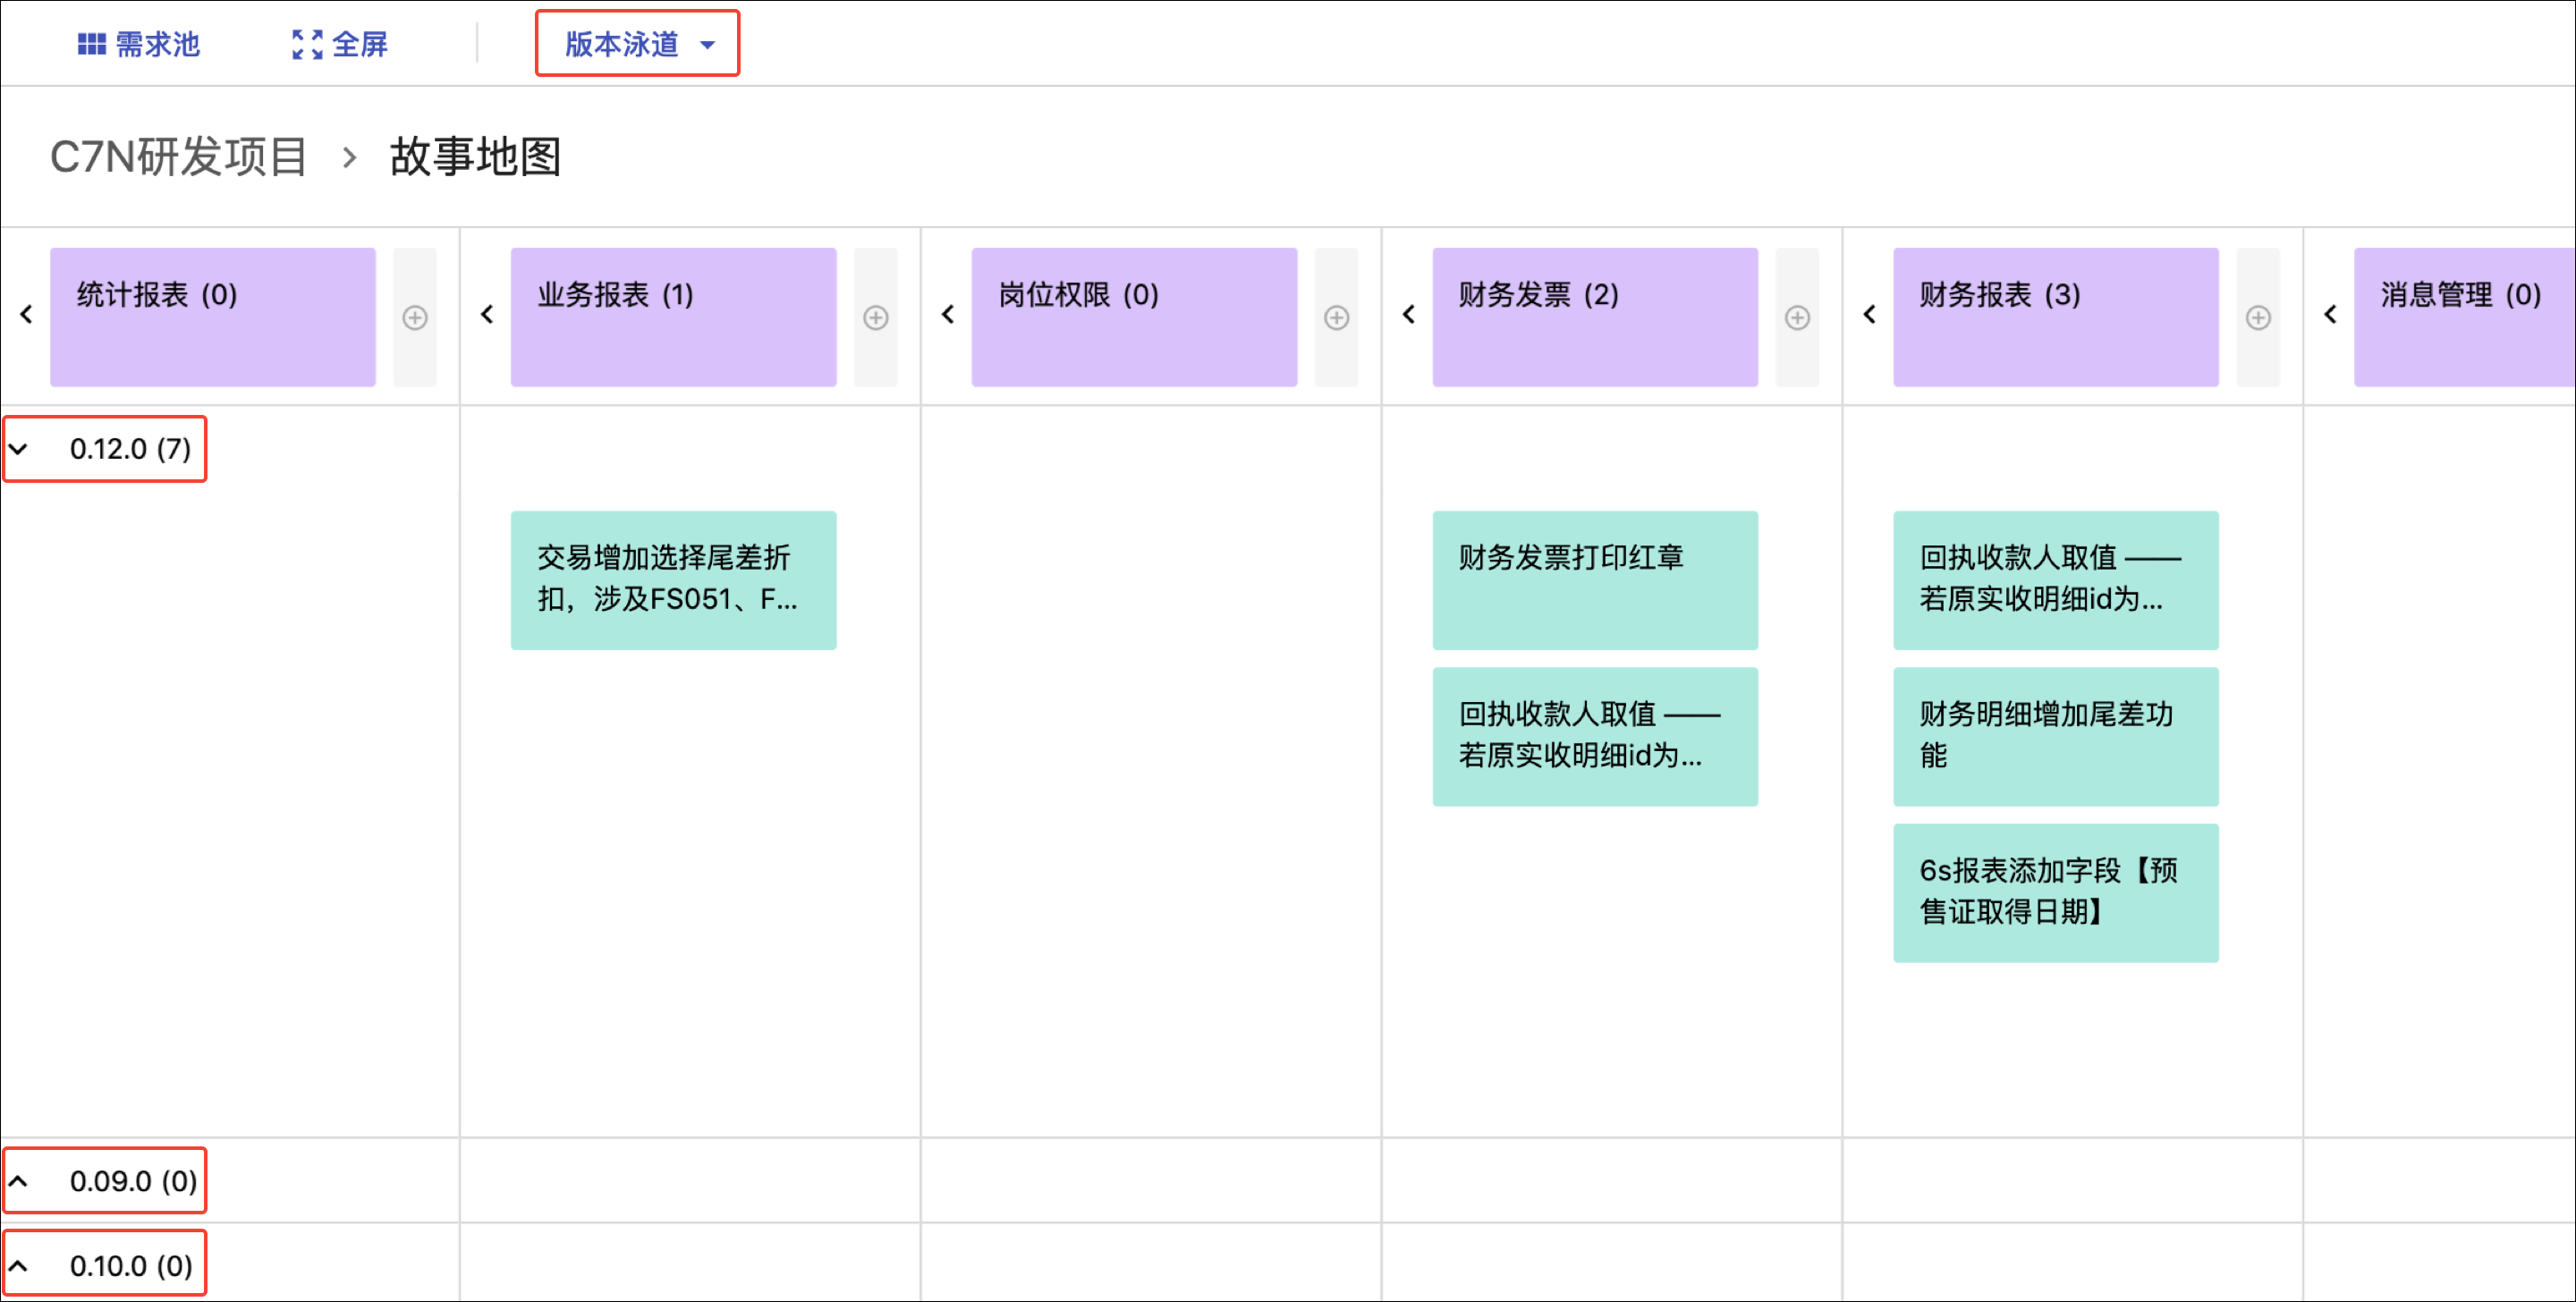 需求池
全屏
版本泳道
C7N研发项目 > 故事地图
统计报表 (0)
业务报表 (1)
岗位权限 (0)
财务发票 (2)
财务报表 (3)
消息管理 (0)
0.12.0 (7)
交易增加选择尾差折
扣，涉及FS051、F...
财务发票打印红章
回执收款人取值 ——
若原实收明细id为...
回执收款人取值 ——
若原实收明细id为...
财务明细增加尾差功
能
6s报表添加字段【预
售证取得日期】
0.09.0 (0)
0.10.0 (0)